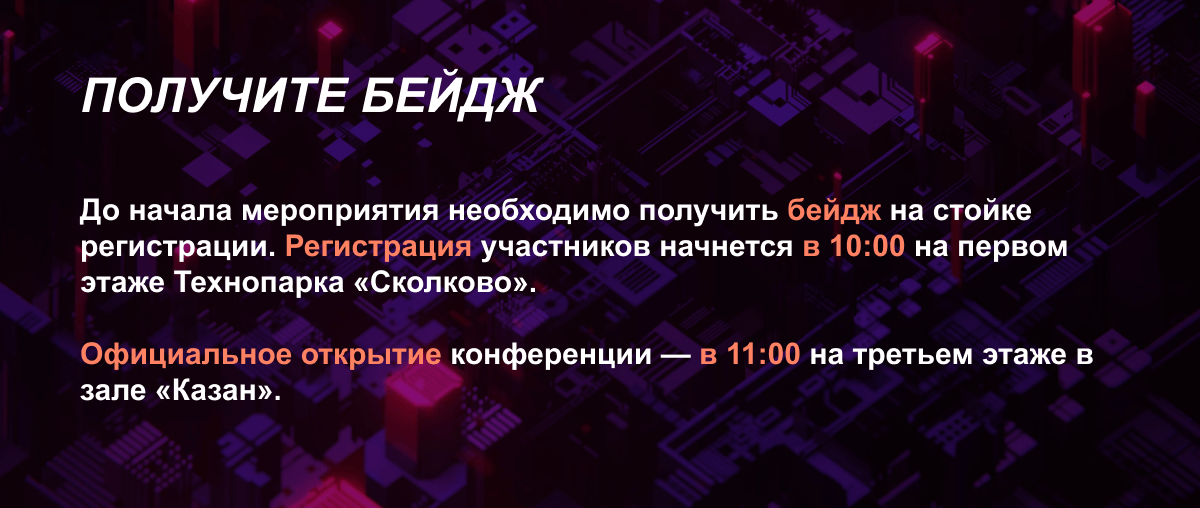 ПОЛУЧИТЕ БЕЙДЖ
До начала мероприятия необходимо получить бейдж на стойке
регистрации. Регистрация участников начнется в 10:00 на первом
этаже Технопарка «Сколково».
Официальное открытие конференции — в 11:00 на третьем этаже в
зале «Казан».